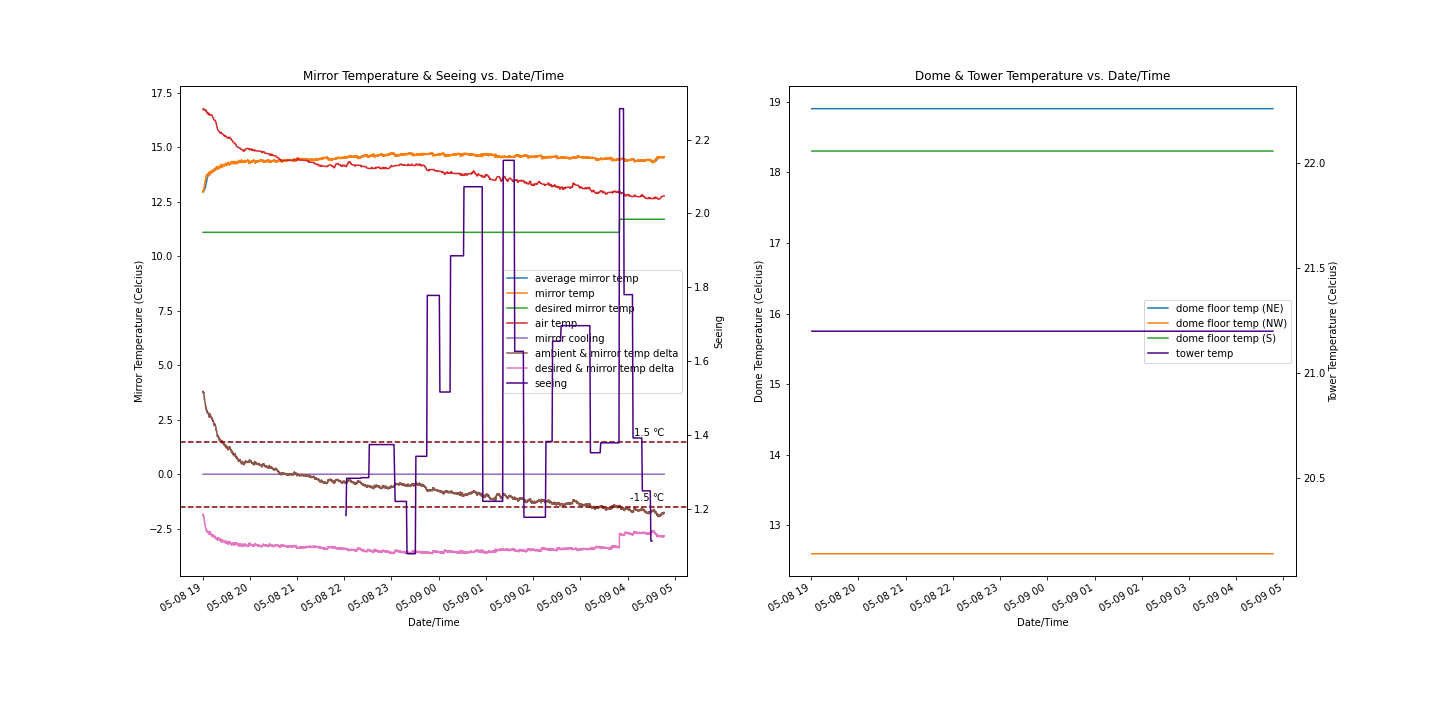 Mirror Temperature & Seeing vs. Date/Time
17.5
15.0
12.5
10.0
7.5
5.0
2.5
0.0
−2.5
Mirror Temperature (Celcius)
2.2
2.0
1.8
1.6
1.4
1.2
Seeing
average mirror temp
mirror temp
desired mirror temp
air temp
mirror cooling
ambient & mirror temp delta
desired & mirror temp delta
seeing
1.5 °C
-1.5 °C
05-08 19
05-08 20
05-08 21
05-08 22
05-08 23
05-09 00
05-09 01
05-09 02
05-09 03
05-09 04
05-09 05
Date/Time
Dome & Tower Temperature vs. Date/Time
19
18
17
16
15
14
13
Dome Temperature (Celcius)
22.0
21.5
21.0
20.5
Tower Temperature (Celcius)
dome floor temp (NE)
dome floor temp (NW)
dome floor temp (S)
tower temp
05-08 19
05-08 20
05-08 21
05-08 22
05-08 23
05-09 00
05-09 01
05-09 02
05-09 03
05-09 04
05-09 05
Date/Time